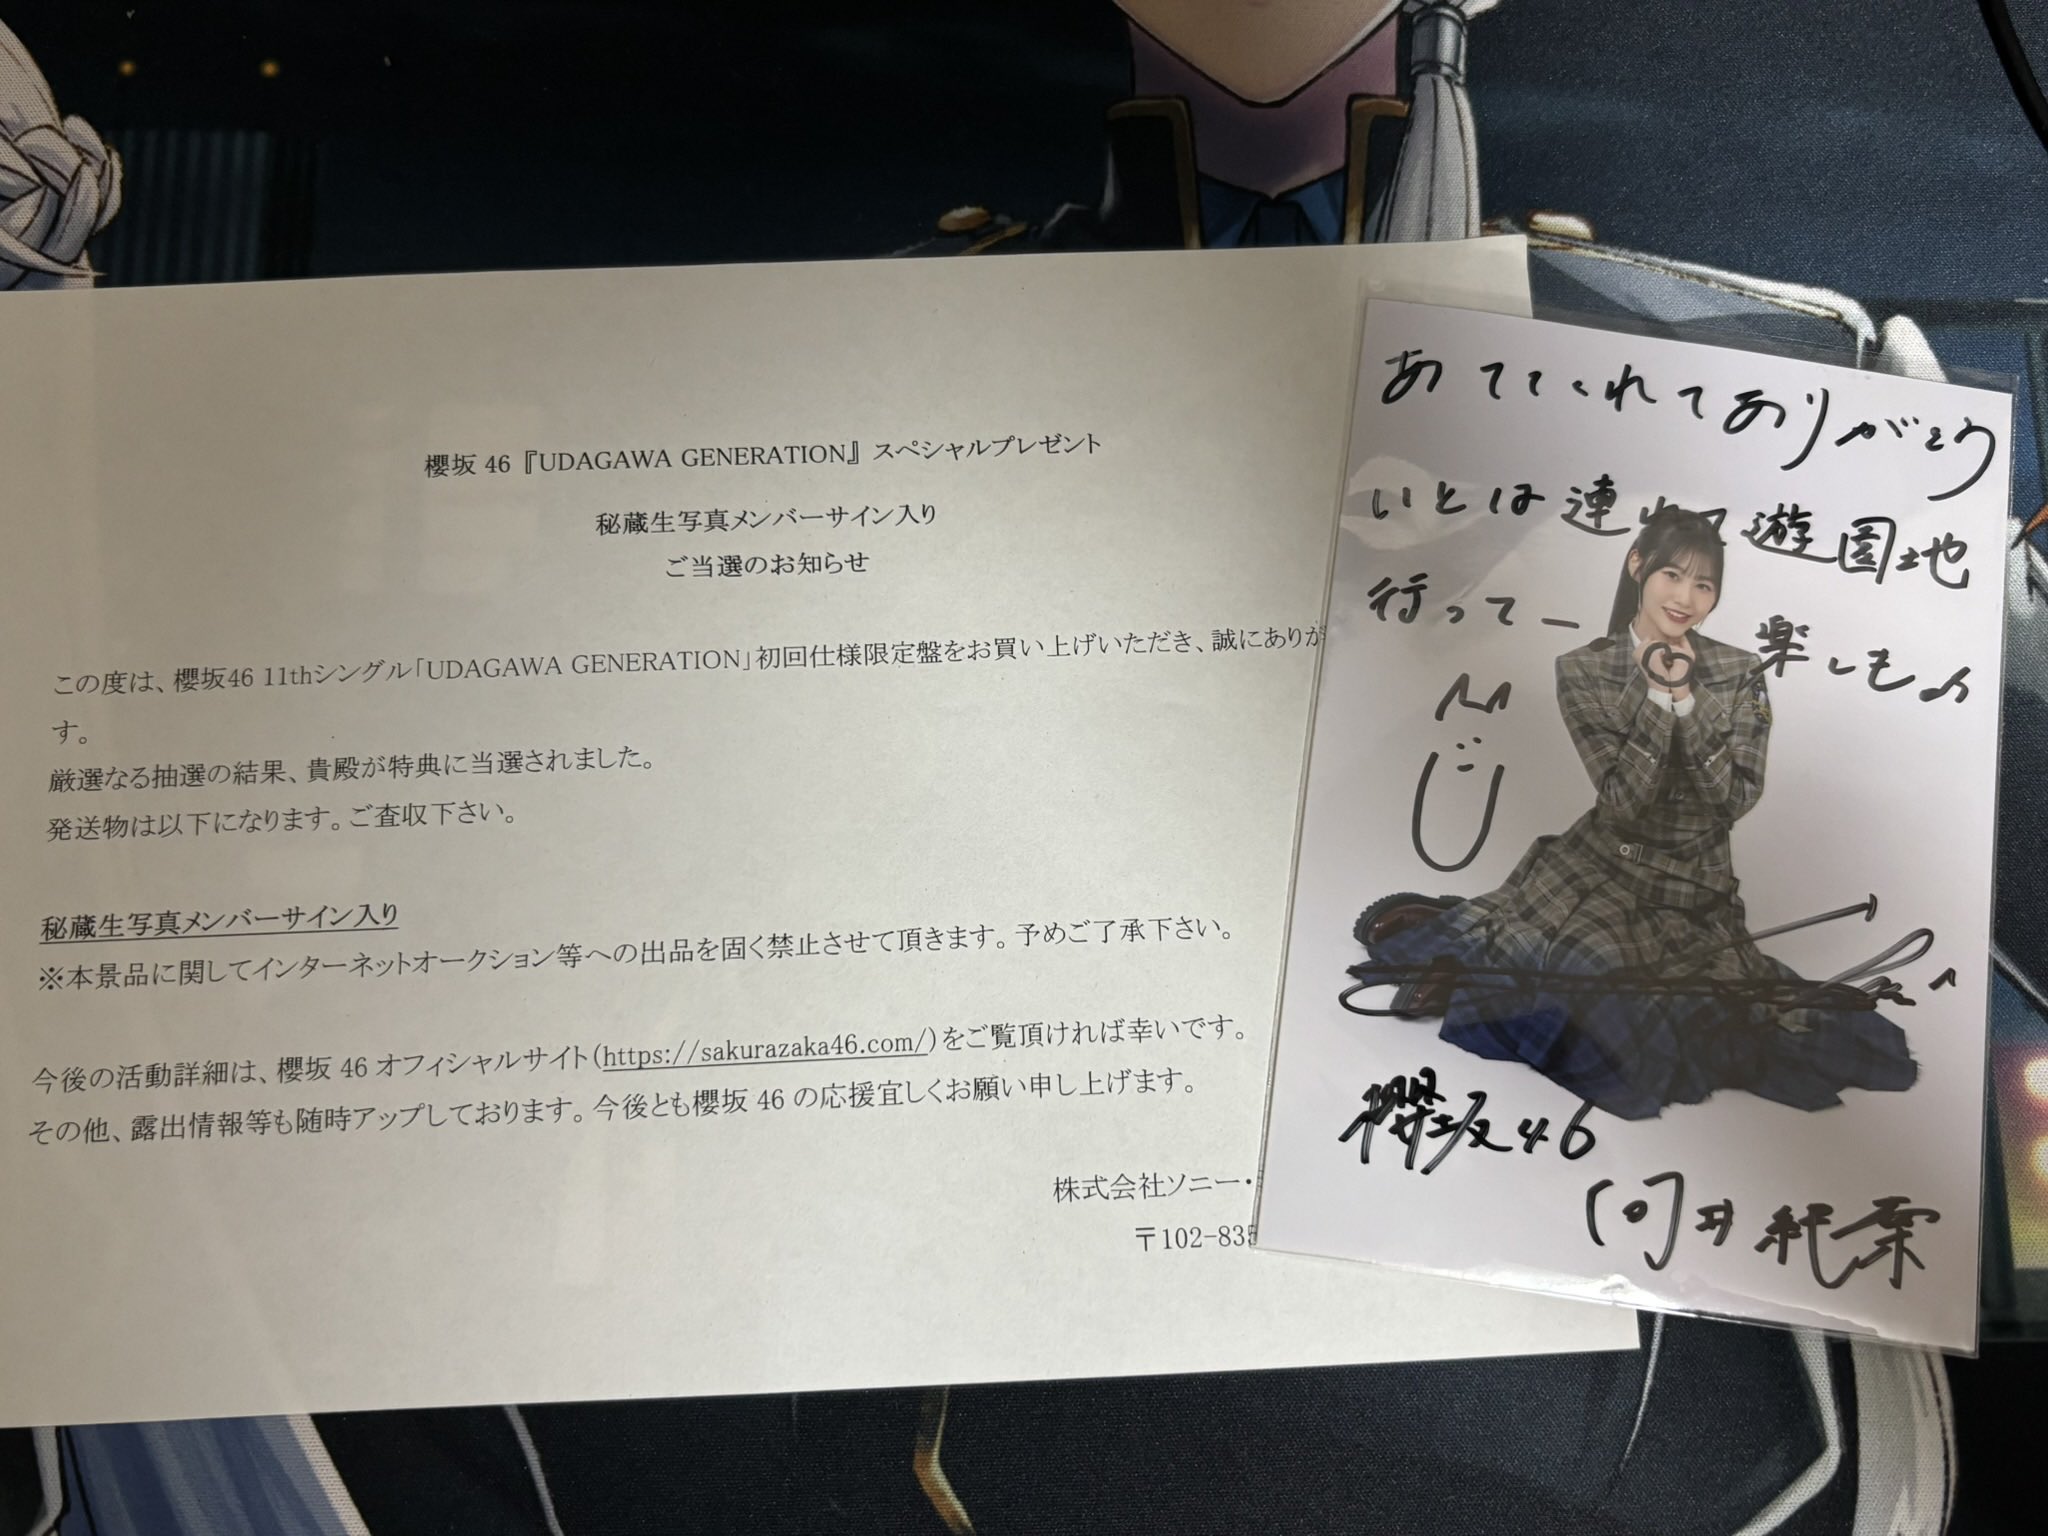 櫻坂 46『UDAGAWA GENERATION』スペシャルプレゼント
秘蔵生写真メンバーサイン入り
ご当選のお知らせ
この度は、櫻坂46 11thシングル「UDAGAWA GENERATION」初回仕様限定盤をお買い上げいただき、誠にありが
す。
厳選なる抽選の結果、貴殿が特典に当選されました。
発送物は以下になります。ご査収下さい。
秘蔵生写真メンバーサイン入り
※本景品に関してインターネットオークション等への出品を固く禁止させて頂きます。予めご了承下さい。
今後の活動詳細は、櫻坂 46 オフィシャルサイト(https://sakurazaka46.com/)をご覧頂ければ幸いです。
その他、露出情報等も随時アップしております。今後とも櫻坂 46 の応援宜しくお願い申し上げます。
株式会社ソニー・
〒102-835
あててくれてありがとう
いとは連れて遊園地
行ってー 楽しも♪
櫻坂46
向井純葉